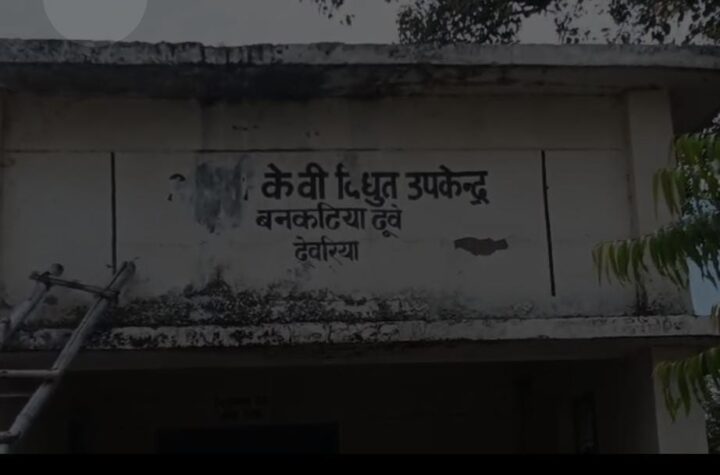 के वी विधुत उपकेन्द्र
बनकटिया दूबे
देवरिया